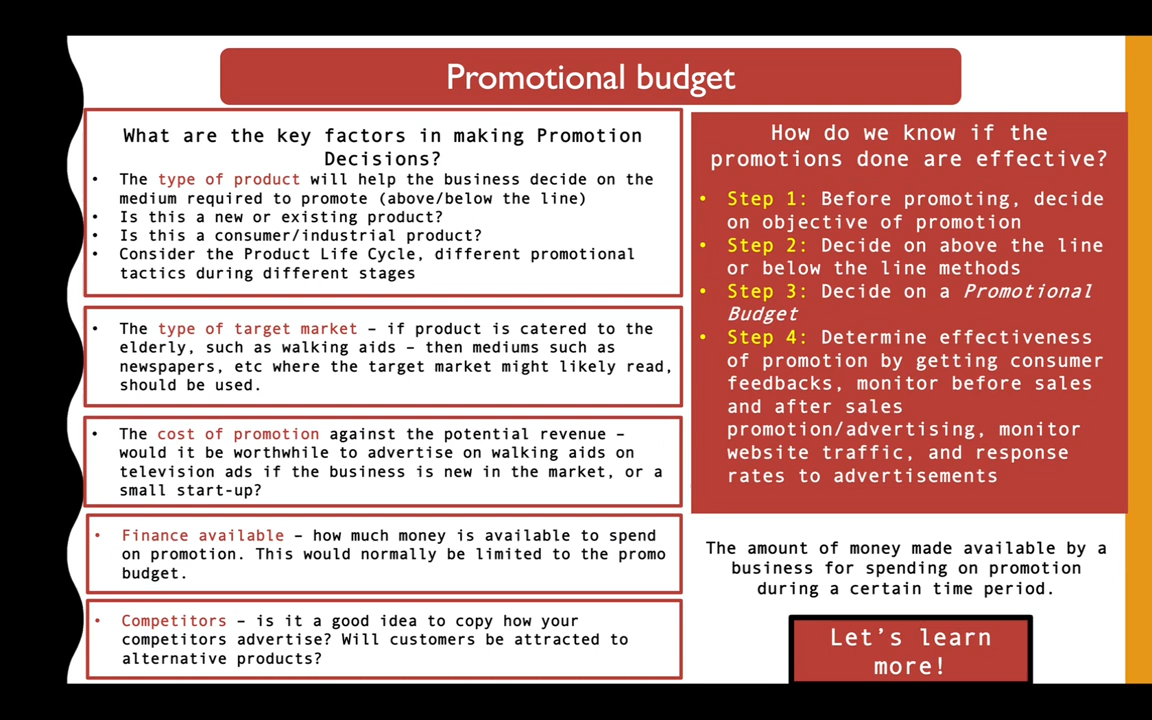 Promotional budget
What are the key factors in making Promotion
Decisions?
• The type of product will help the business decide on the
medium required to promote (above/below the line)
• Is this a new or existing product?
• Is this a consumer/industrial product?
• Consider the Product Life Cycle, different promotional
tactics during different stages
• The type of target market – if product is catered to the
elderly, such as walking aids – then mediums such as
newspapers, etc where the target market might likely read,
should be used.
• The cost of promotion against the potential revenue –
would it be worthwhile to advertise on walking aids on
television ads if the business is new in the market, or a
small start-up?
• Finance available – how much money is available to spend
on promotion. This would normally be limited to the promo
budget.
• Competitors – is it a good idea to copy how your
competitors advertise? Will customers be attracted to
alternative products?
How do we know if the
promotions done are effective?
• Step 1: Before promoting, decide
on objective of promotion
• Step 2: Decide on above the line
or below the line methods
• Step 3: Decide on a Promotional
Budget
• Step 4: Determine effectiveness
of promotion by getting consumer
feedbacks, monitor before sales
and after sales
promotion/advertising, monitor
website traffic, and response
rates to advertisements
The amount of money made available by a
business for spending on promotion
during a certain time period.
Let's learn
more!